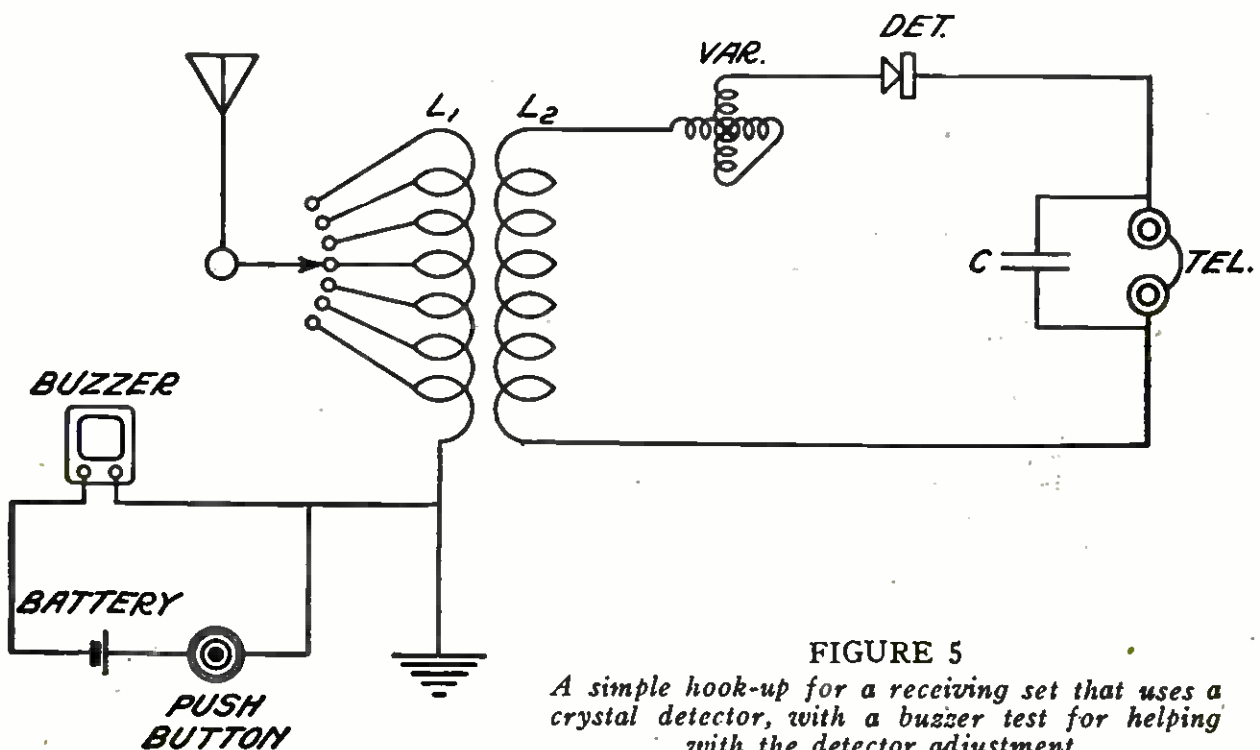 DET.
VAR.
L1 L2
C TEL.
BUZZER
BATTERY
PUSH
BUTTON
FIGURE 5
A simple hook-up for a receiving set that uses a
crystal detector, with a buzzer test for helping
with the detector adjustment